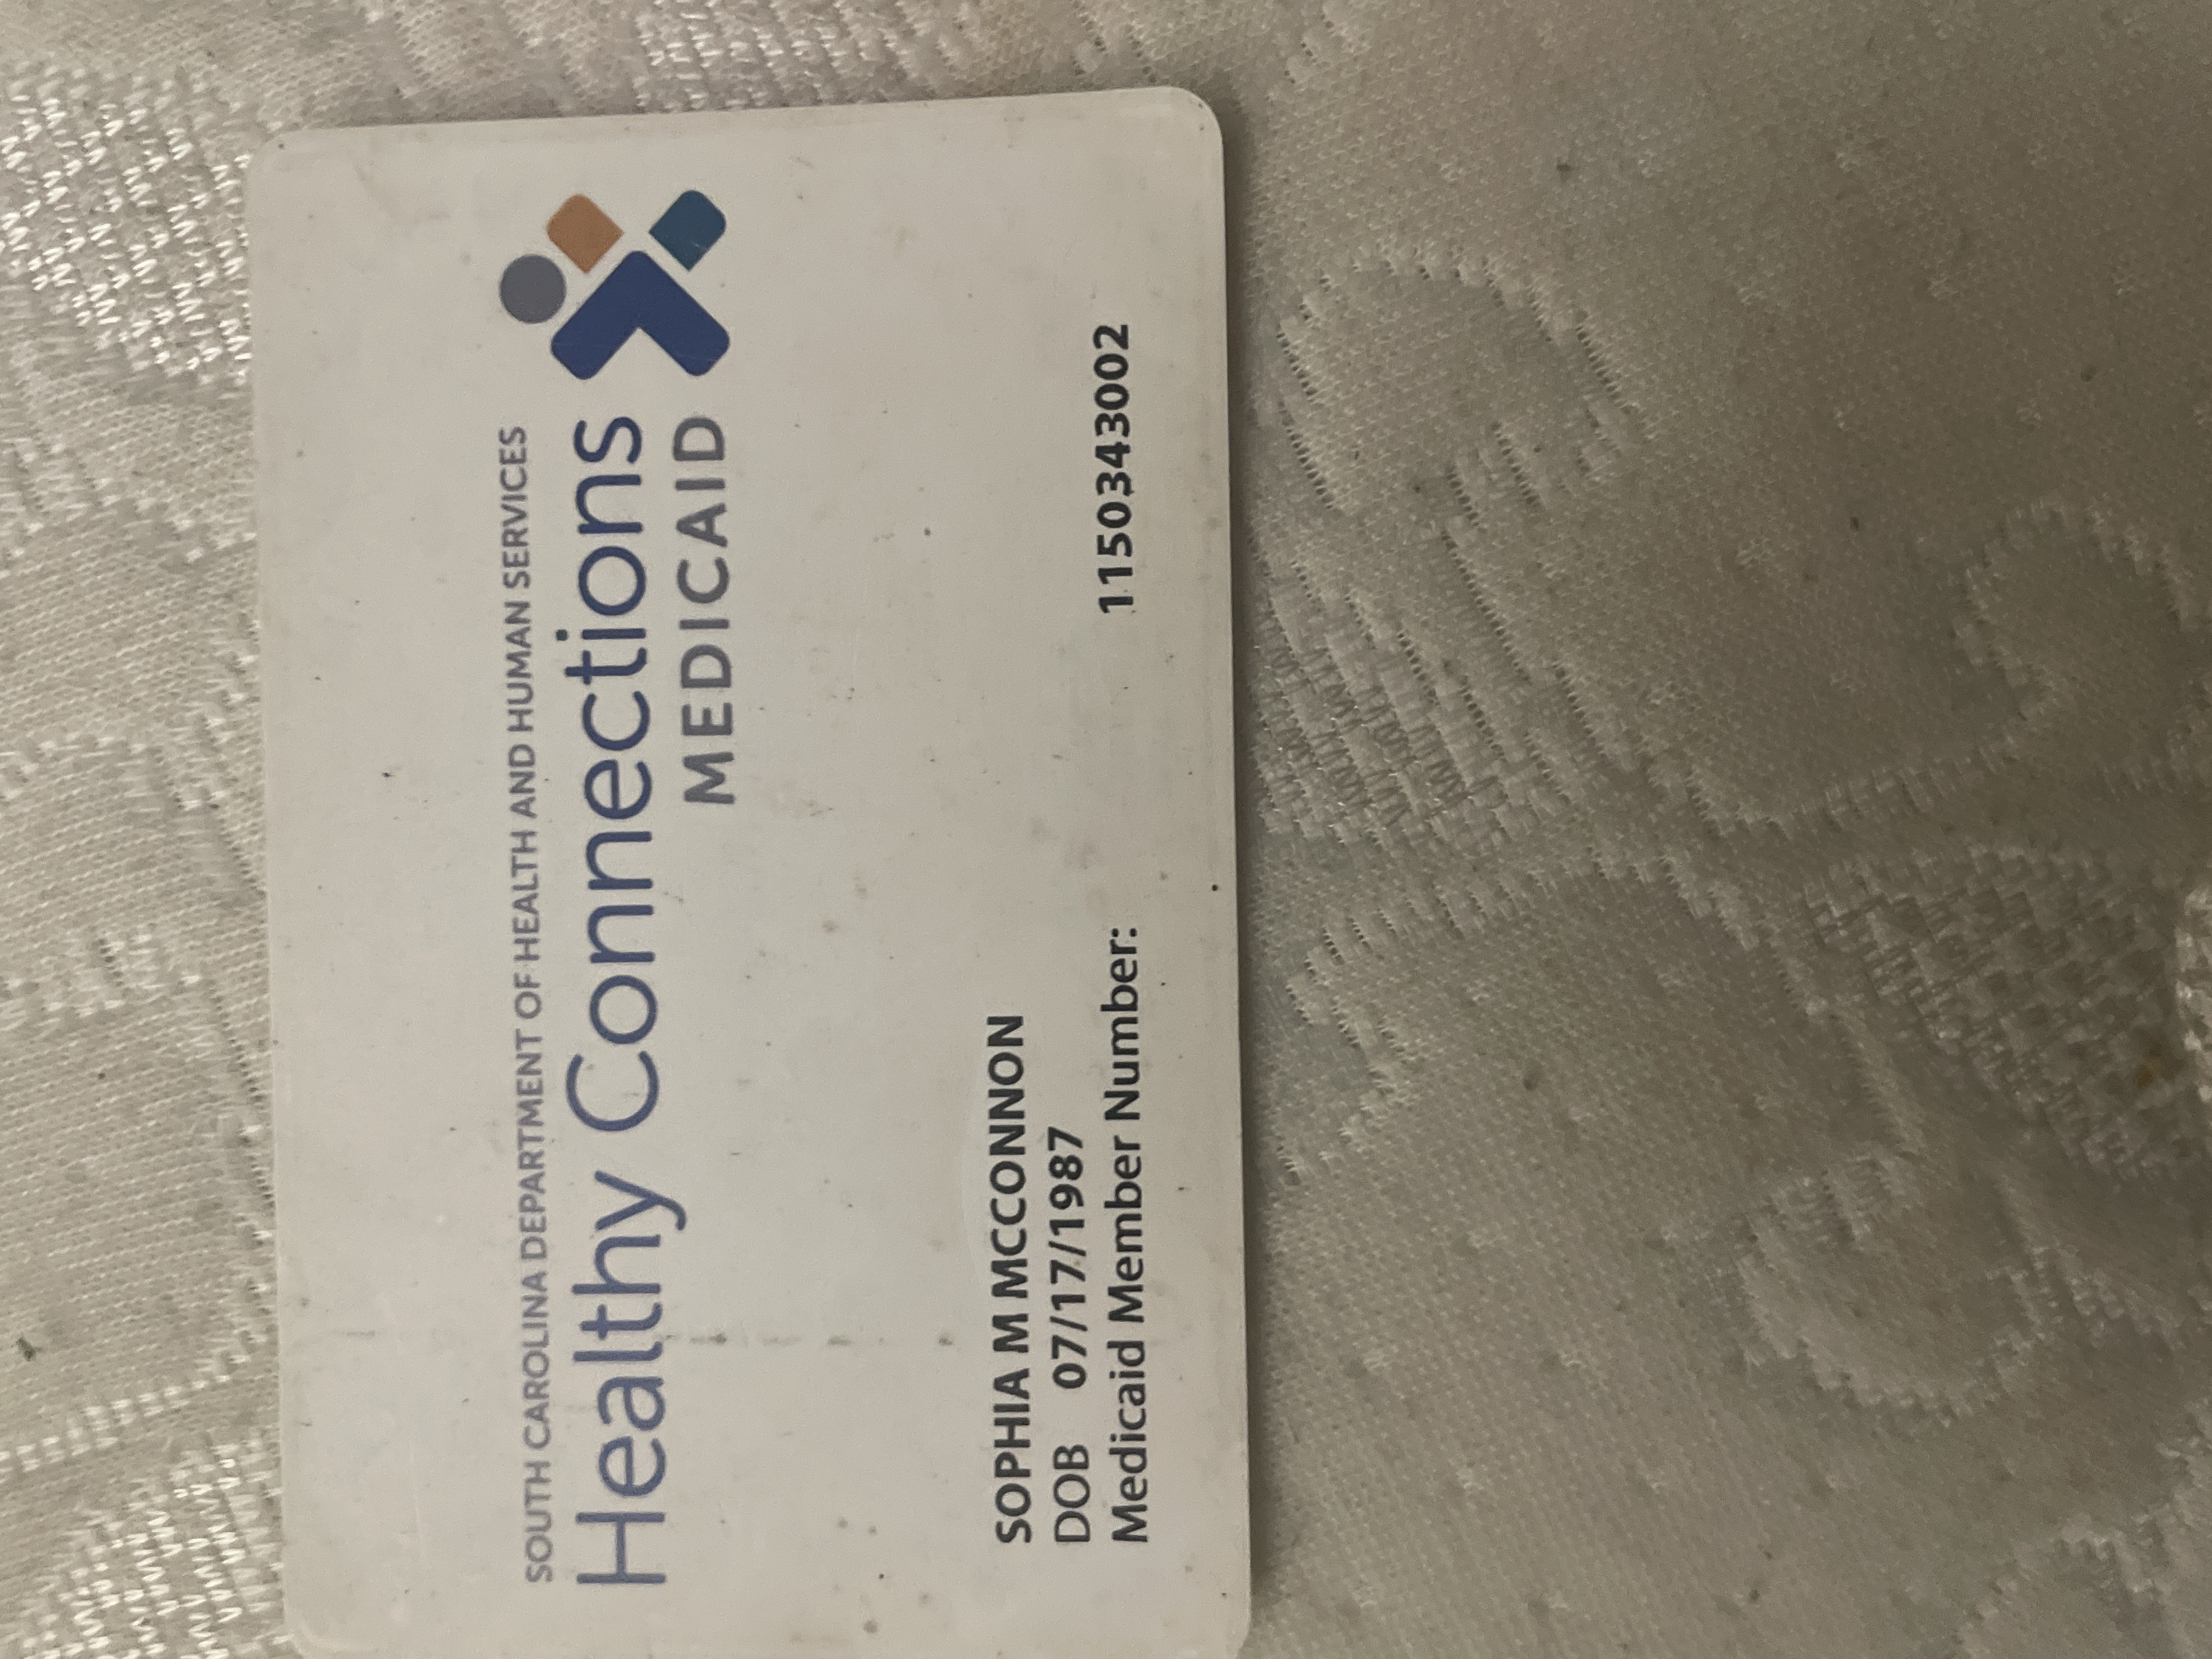 SOUTH CAROLINA DEPARTMENT OF HEALTH AND HUMAN SERVICES
Healthy Connections
MEDICAID
SOPHIA M MCCONNON
DOB 07/17/1987
Medicaid Member Number: 1150343002